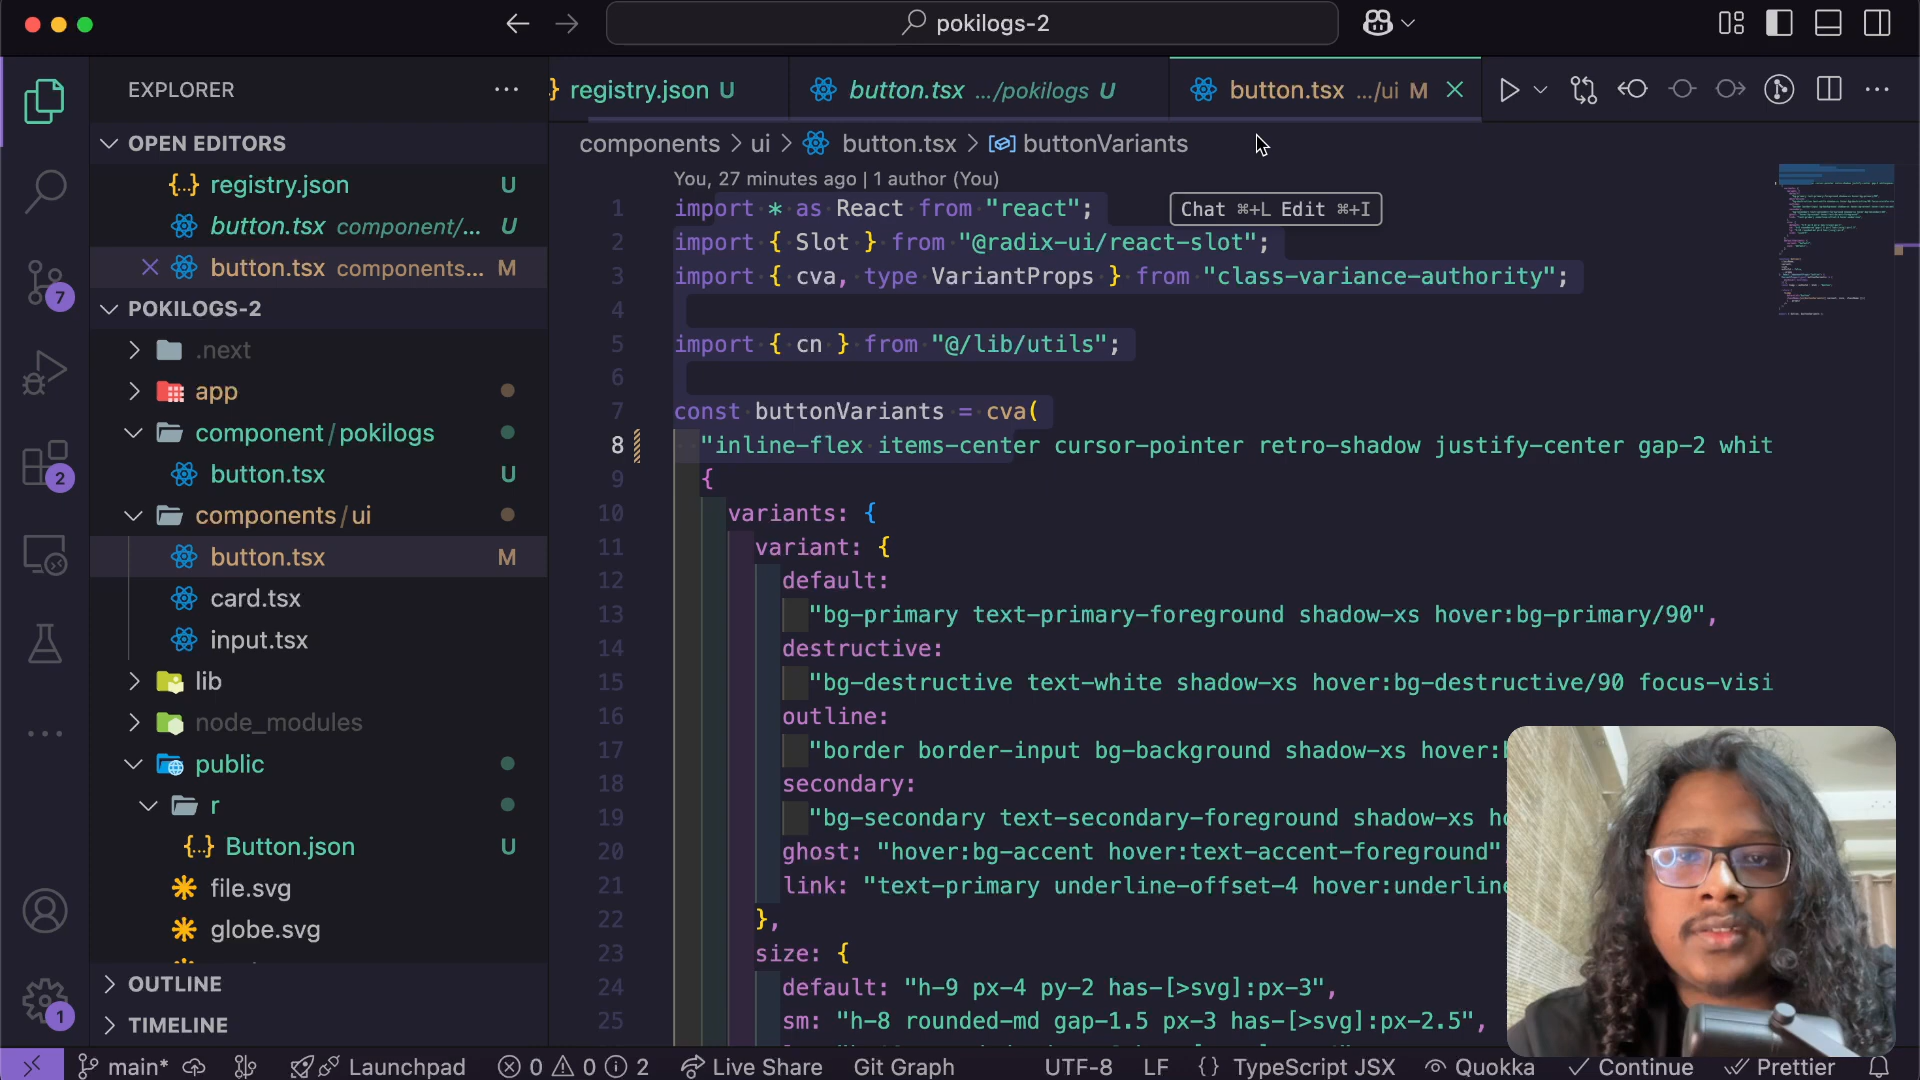 pokilogs-2
EXPLORER
registry.json U
button.tsx .../pokilogs U
button.tsx .../ui M
OPEN EDITORS
components > ui > button.tsx > buttonVariants
{..} registry.json U
button.tsx component/... U
button.tsx components... M
POKILOGS-2
.next
app
component/pokilogs
button.tsx U
components/ui
button.tsx M
card.tsx
input.tsx
lib
node_modules
public
r
{..} Button.json U
file.svg
globe.svg
OUTLINE
TIMELINE
7
2
1
You, 27 minutes ago | 1 author (You)
Chat ⌘+L Edit ⌘+I
1 import * as React from "react";
2 import { Slot } from "@radix-ui/react-slot";
3 import { cva, type VariantProps } from "class-variance-authority";
4
5 import { cn } from "@/lib/utils";
6
7 const buttonVariants = cva(
8 "inline-flex items-center cursor-pointer retro-shadow justify-center gap-2 whit
9 {
10 variants: {
11 variant: {
12 default:
13 "bg-primary text-primary-foreground shadow-xs hover:bg-primary/90",
14 destructive:
15 "bg-destructive text-white shadow-xs hover:bg-destructive/90 focus-visi
16 outline:
17 "border border-input bg-background shadow-xs hover:
18 secondary:
19 "bg-secondary text-secondary-foreground shadow-xs ho
20 ghost: "hover:bg-accent hover:text-accent-foreground"
21 link: "text-primary underline-offset-4 hover:underline
22 },
23 size: {
24 default: "h-9 px-4 py-2 has-[>svg]:px-3",
25 sm: "h-8 rounded-md gap-1.5 px-3 has-[>svg]:px-2.5",
main* Launchpad 0 0 2 Live Share Git Graph UTF-8 LF {} TypeScript JSX Quokka Continue Prettier